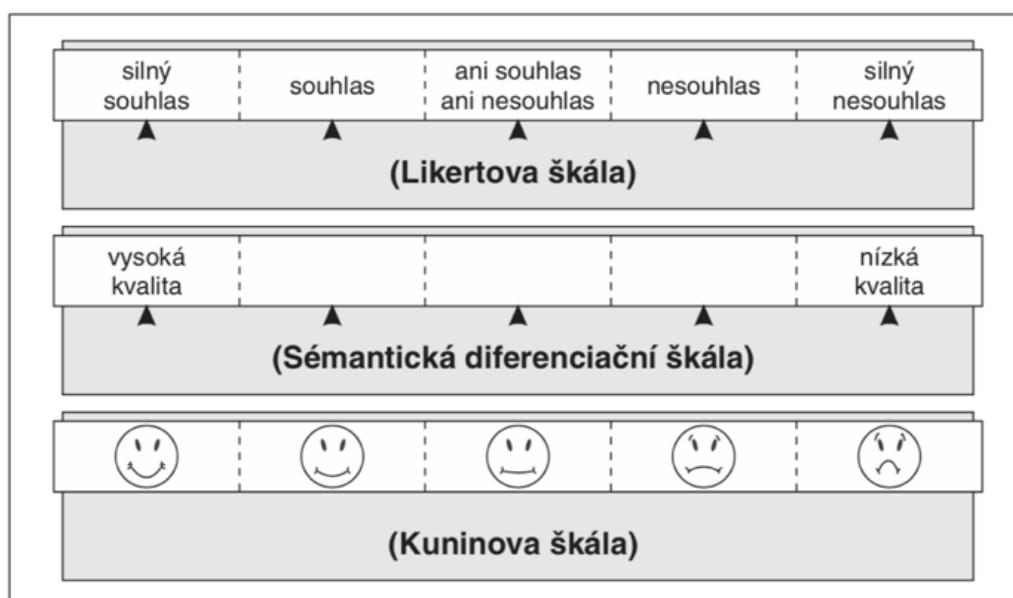 silný
souhlas
souhlas
ani souhlas
ani nesouhlas
nesouhlas
silný
nesouhlas
(Likertova škála)
vysoká
kvalita
nízká
kvalita
(Sémantická diferenciační škála)
(Kuninova škála)